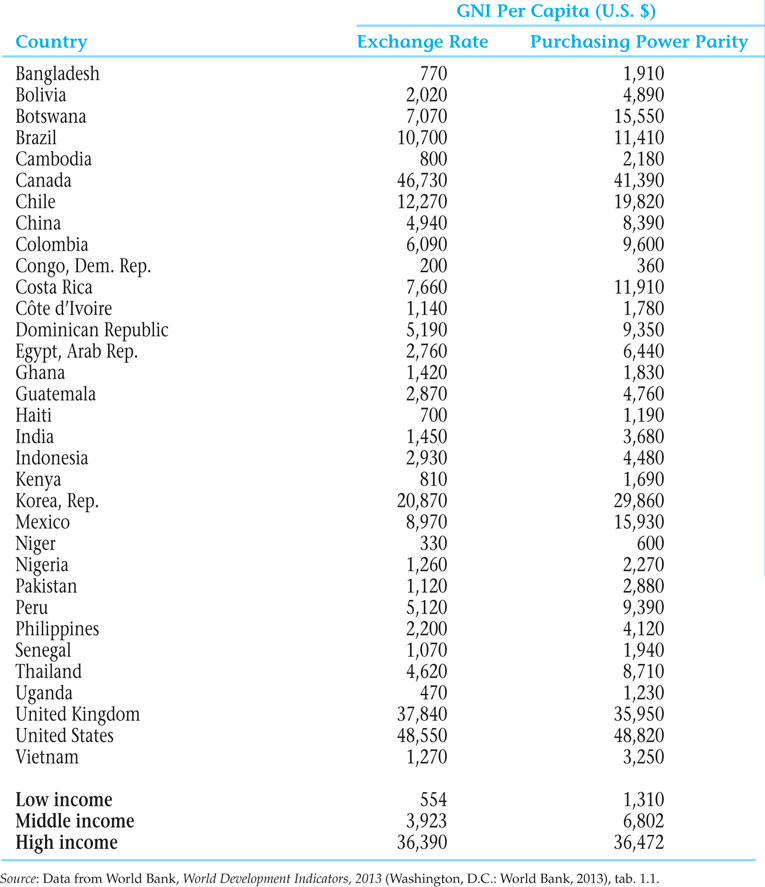 GNI Per Capita (U.S. $)
Country Exchange Rate Purchasing Power Parity
Bangladesh 770 1,910
Bolivia 2,020 4,890
Botswana 7,070 15,550
Brazil 10,700 11,410
Cambodia 800 2,180
Canada 46,730 41,390
Chile 12,270 19,820
China 4,940 8,390
Colombia 6,090 9,600
Congo, Dem. Rep. 200 360
Costa Rica 7,660 11,910
Côte d'Ivoire 1,140 1,780
Dominican Republic 5,190 9,350
Egypt, Arab Rep. 2,760 6,440
Ghana 1,420 1,830
Guatemala 2,870 4,760
Haiti 700 1,190
India 1,450 3,680
Indonesia 2,930 4,480
Kenya 810 1,690
Korea, Rep. 20,870 29,860
Mexico 8,970 15,930
Niger 330 600
Nigeria 1,260 2,270
Pakistan 1,120 2,880
Peru 5,120 9,390
Philippines 2,200 4,120
Senegal 1,070 1,940
Thailand 4,620 8,710
Uganda 470 1,230
United Kingdom 37,840 35,950
United States 48,550 48,820
Vietnam 1,270 3,250
Low income 554 1,310
Middle income 3,923 6,802
High income 36,390 36,472
Source: Data from World Bank, World Development Indicators, 2013 (Washington, D.C.: World Bank, 2013), tab. 1.1.